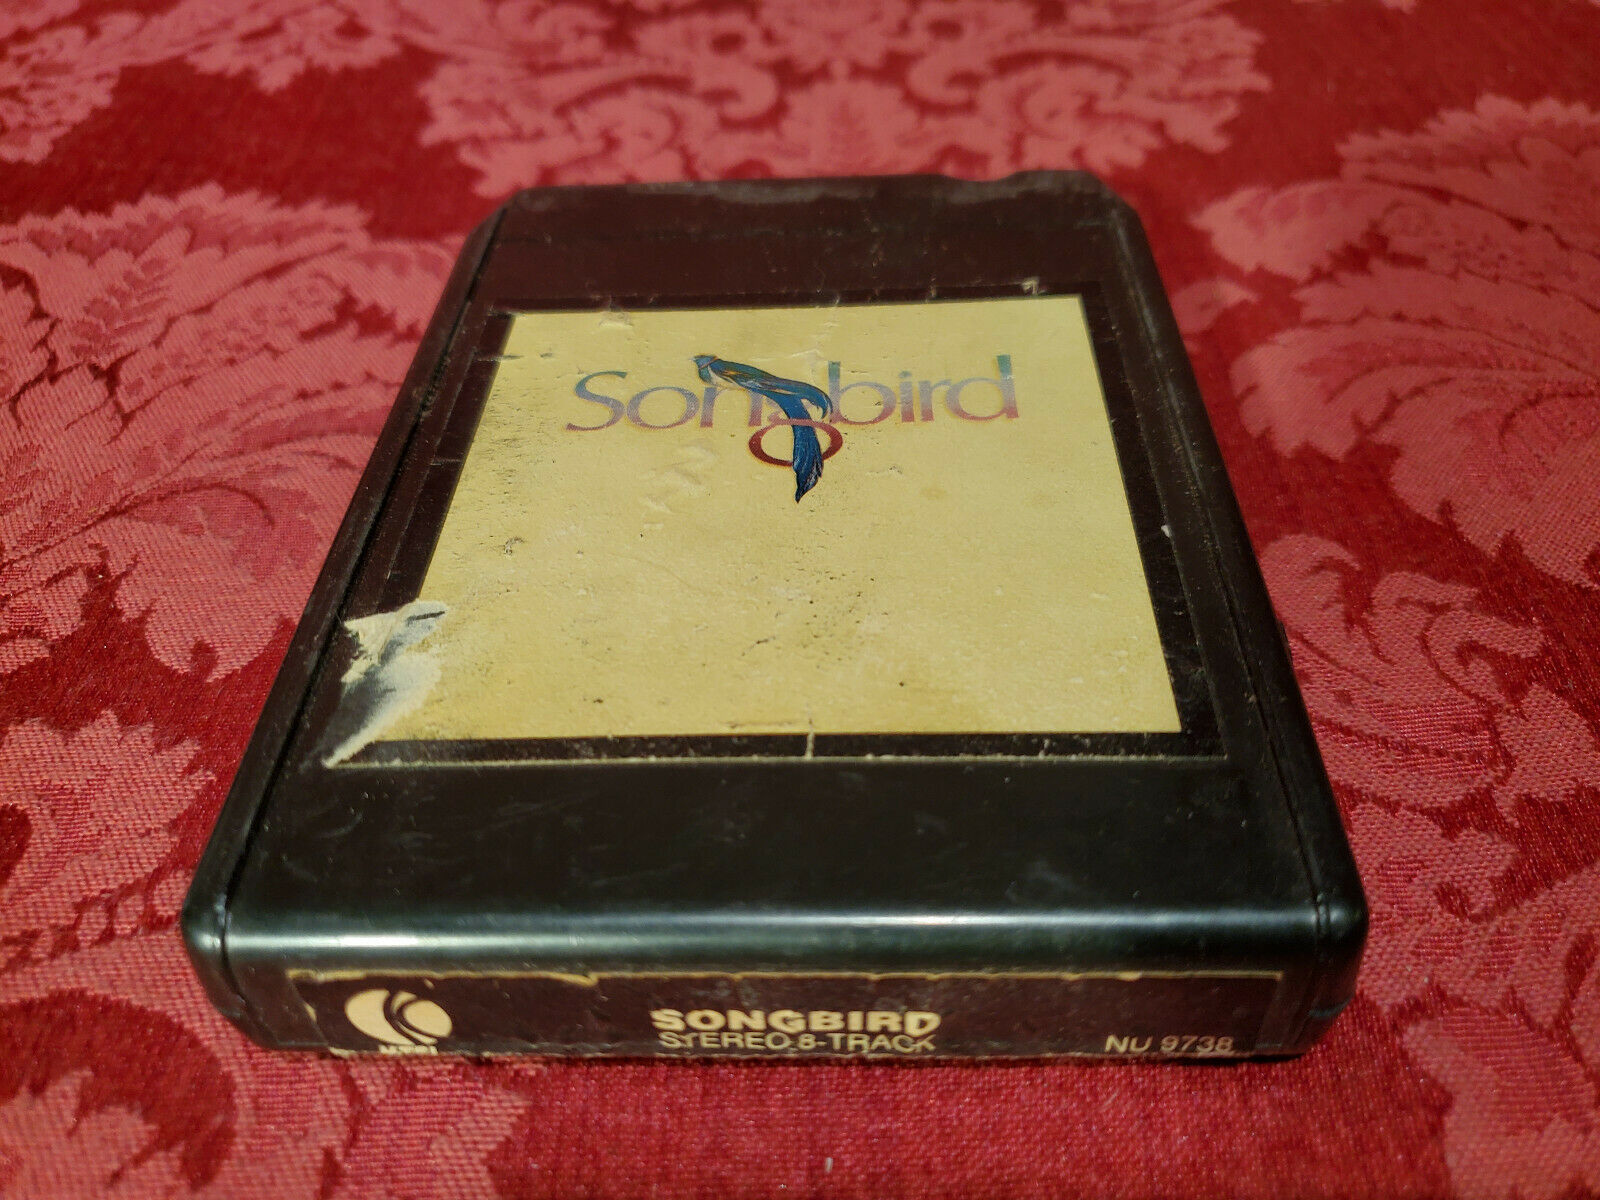 Songbird
SONGBIRD
STEREO 8-TRACK
NU 9738